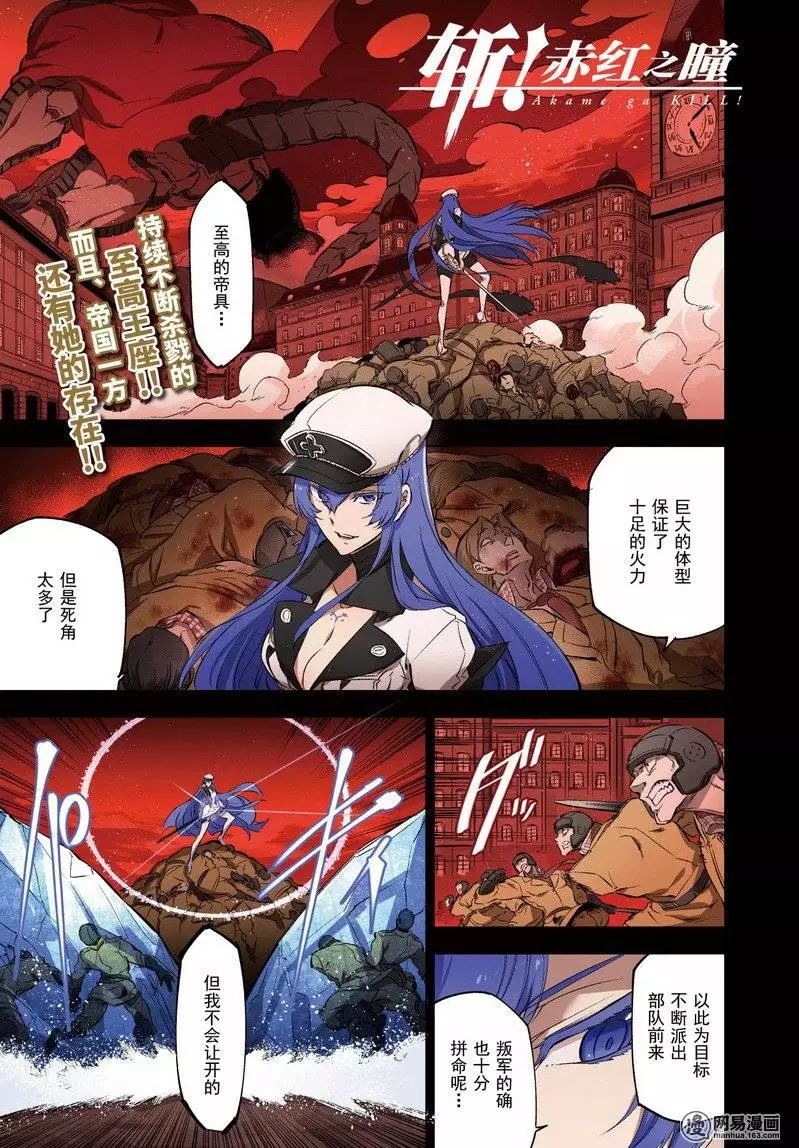 斩!赤红之瞳
Akame ga KILL!
持续不断杀戮的
至高王座!!
而且、帝国一方
还有她的存在!!
至高的帝具…
巨大的体型
保证了
十足的火力
但是死角
太多了
ザッ
以此为目标
不断派出
部队前来
叛军的确
也十分
拼命呢…
但我不会让开的
网易漫画
manhua.163.com